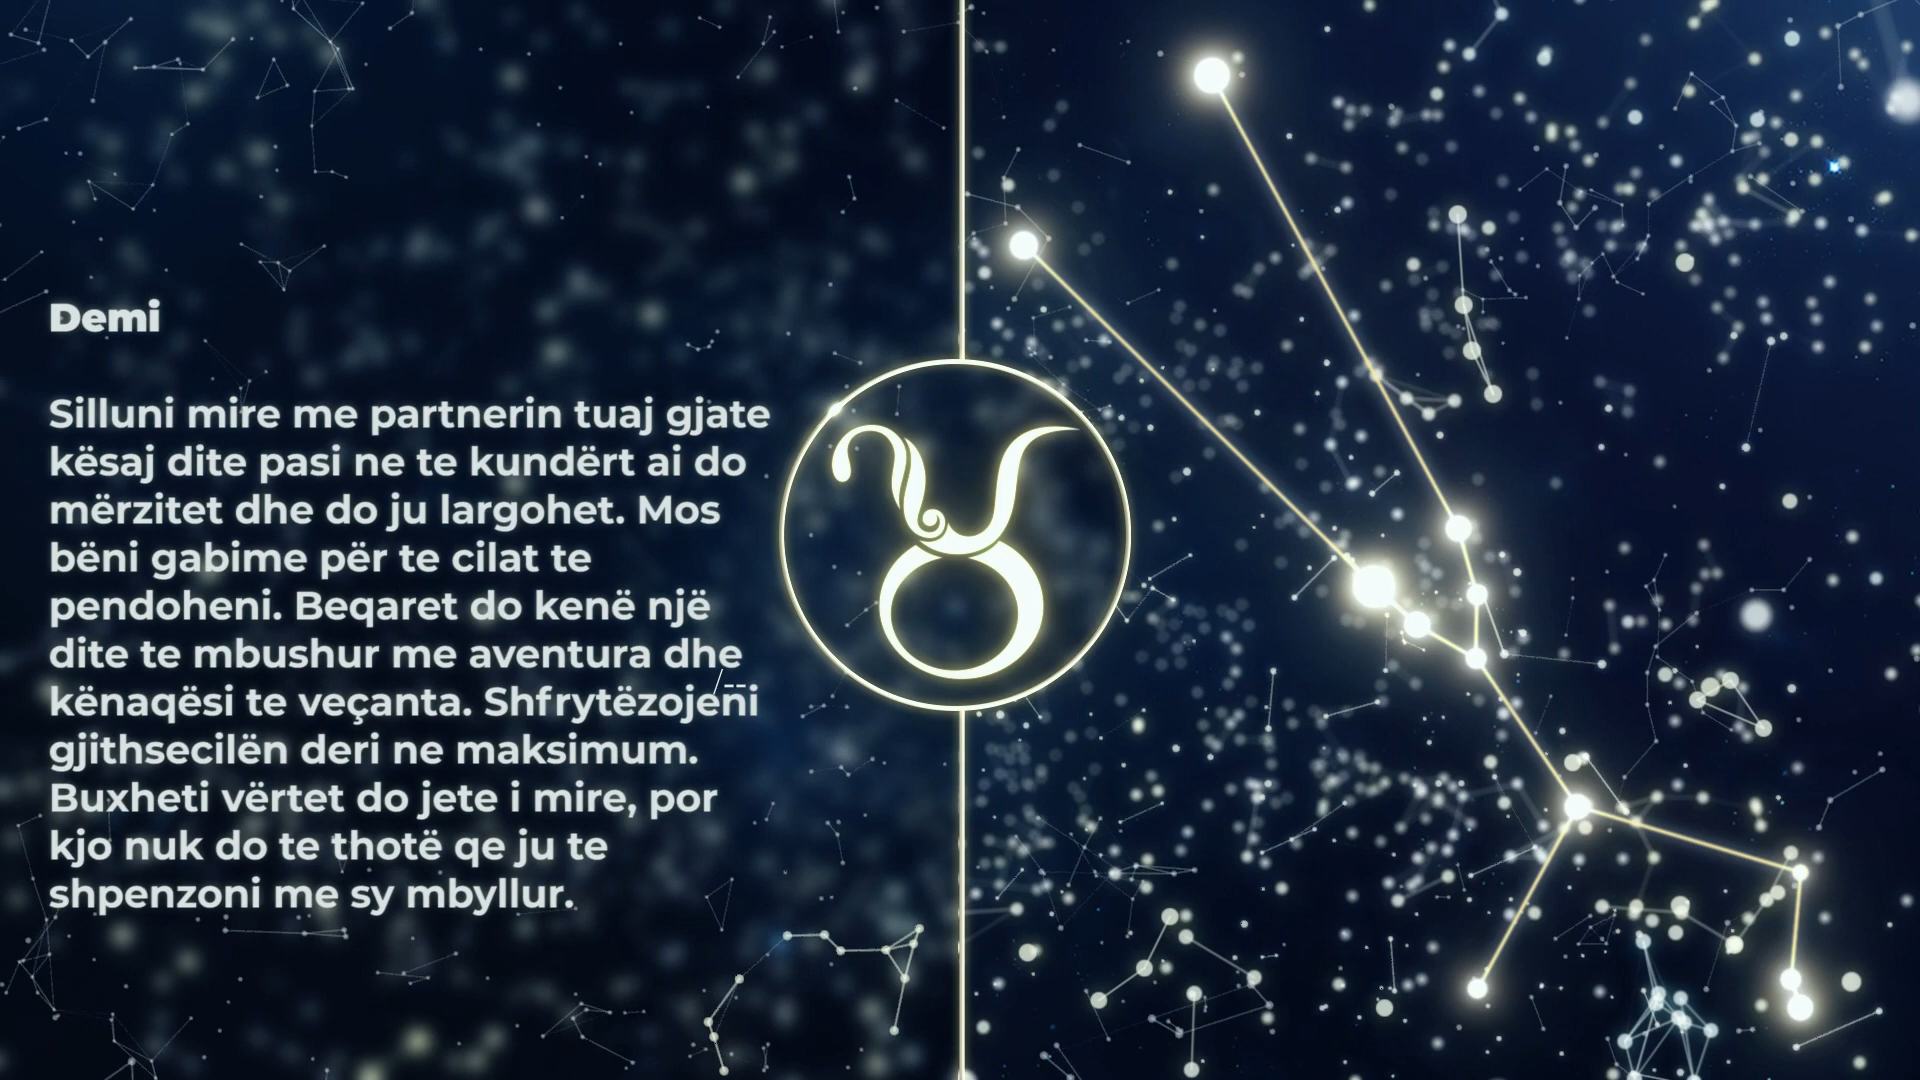 Demi
Silluni mire me partnerin tuaj gjate
kësaj dite pasi ne te kundërt ai do
mërzitet dhe do ju largohet. Mos
bëni gabime për te cilat te
pendoheni. Beqaret do kenë një
dite te mbushur me aventura dhe
kënaqësi te veçanta. Shfrytëzojeni
gjithsecilën deri ne maksimum.
Buxheti vërtet do jete i mire, por
kjo nuk do te thotë qe ju te
shpenzoni me sy mbyllur.